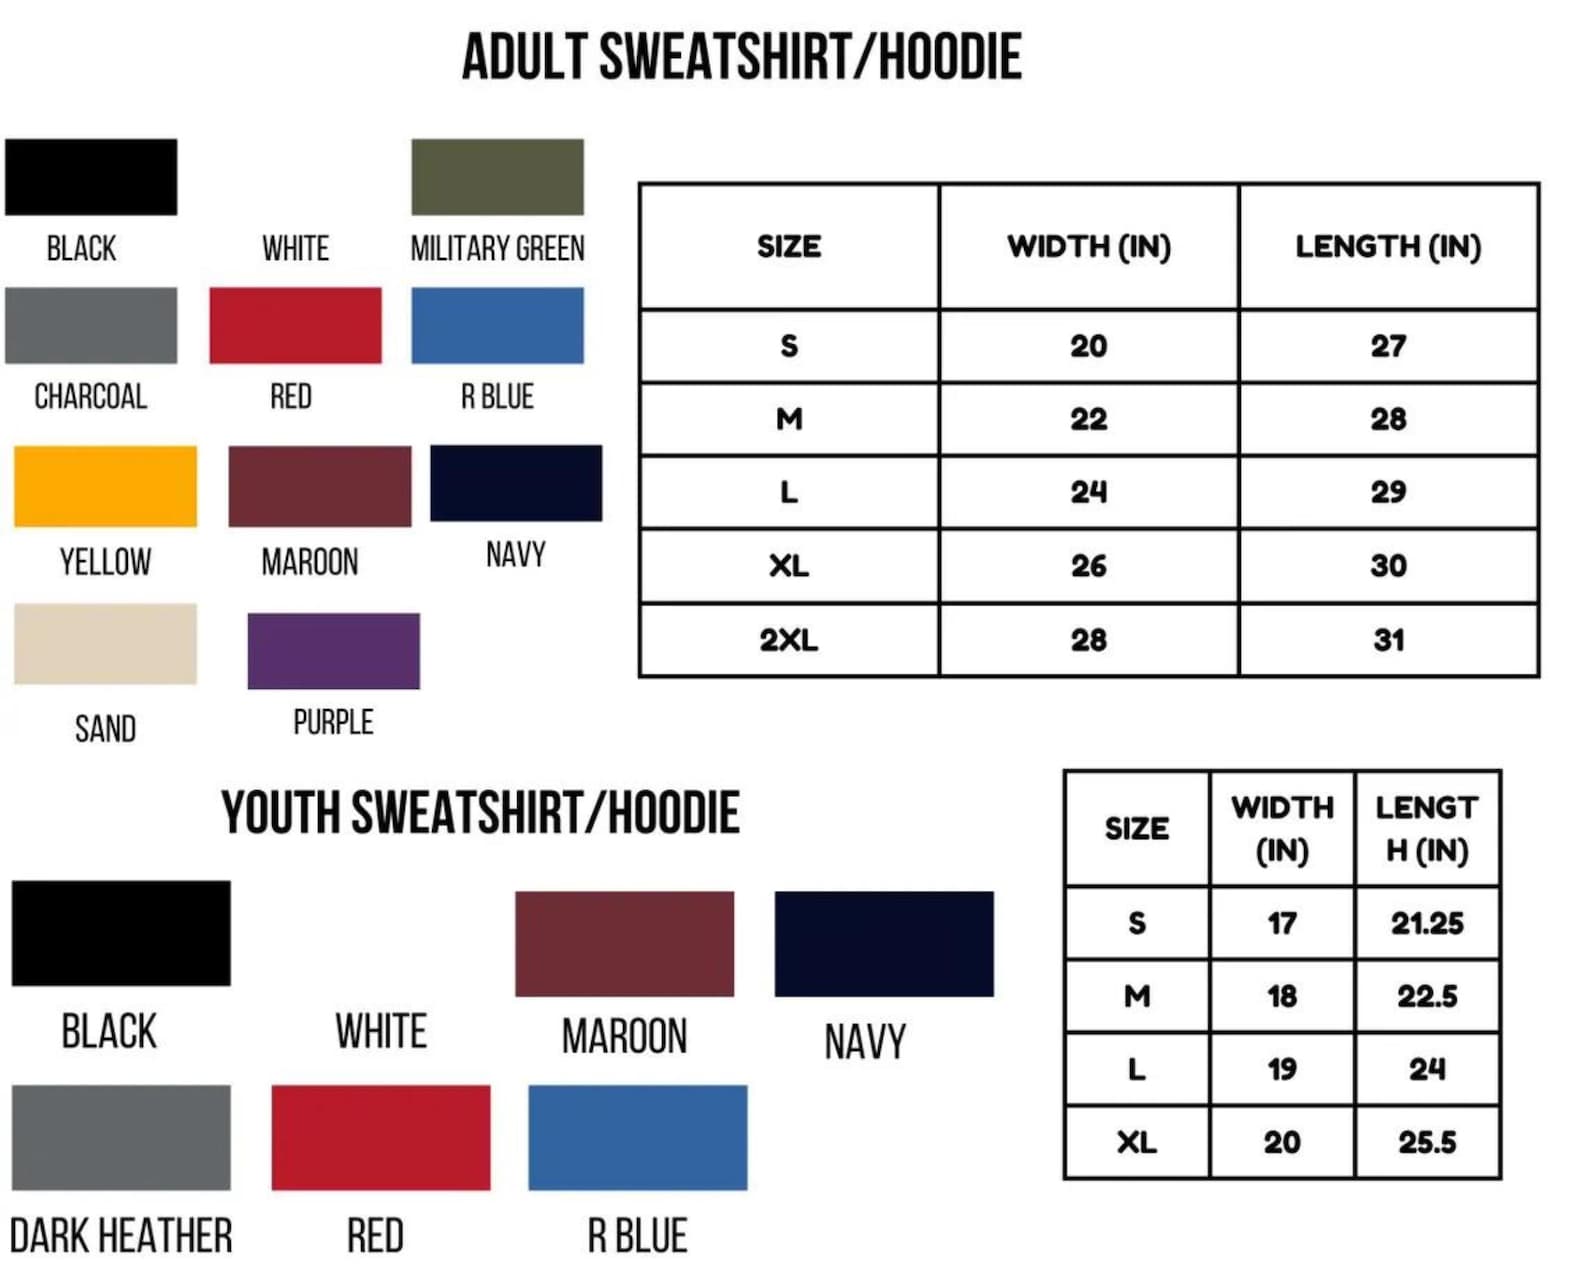 ADULT SWEATSHIRT/HOODIE
BLACK WHITE MILITARY GREEN
CHARCOAL RED R BLUE
YELLOW MAROON NAVY
SAND PURPLE
SIZE WIDTH (IN) LENGTH (IN)
S 20 27
M 22 28
L 24 29
XL 26 30
2XL 28 31
YOUTH SWEATSHIRT/HOODIE
BLACK WHITE MAROON NAVY
DARK HEATHER RED R BLUE
SIZE WIDTH LENGT
(IN) H (IN)
S 17 21.25
M 18 22.5
L 19 24
XL 20 25.5